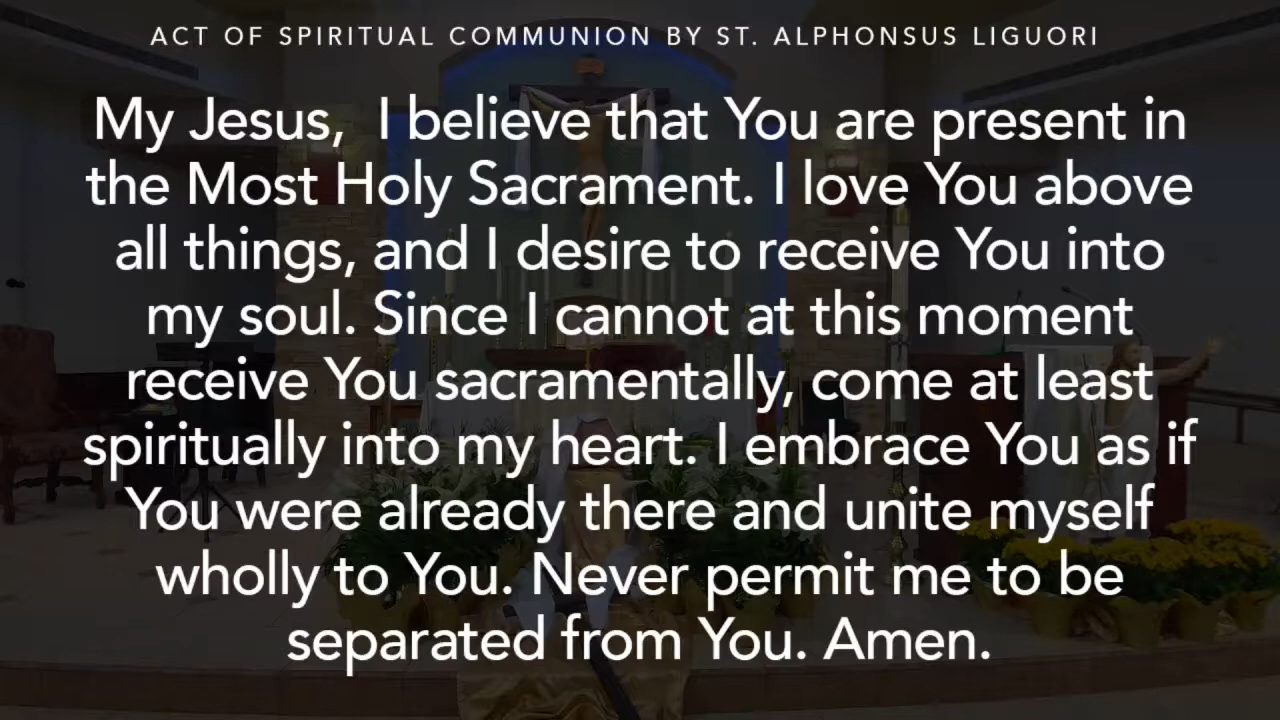 ACT OF SPIRITUAL COMMUNION BY ST. ALPHONSUS LIGUORI
My Jesus,  I believe that You are present in
the Most Holy Sacrament. I love You above
all things, and I desire to receive You into
my soul. Since I cannot at this moment
receive You sacramentally, come at least
spiritually into my heart. I embrace You as if
You were already there and unite myself
wholly to You. Never permit me to be
separated from You. Amen.